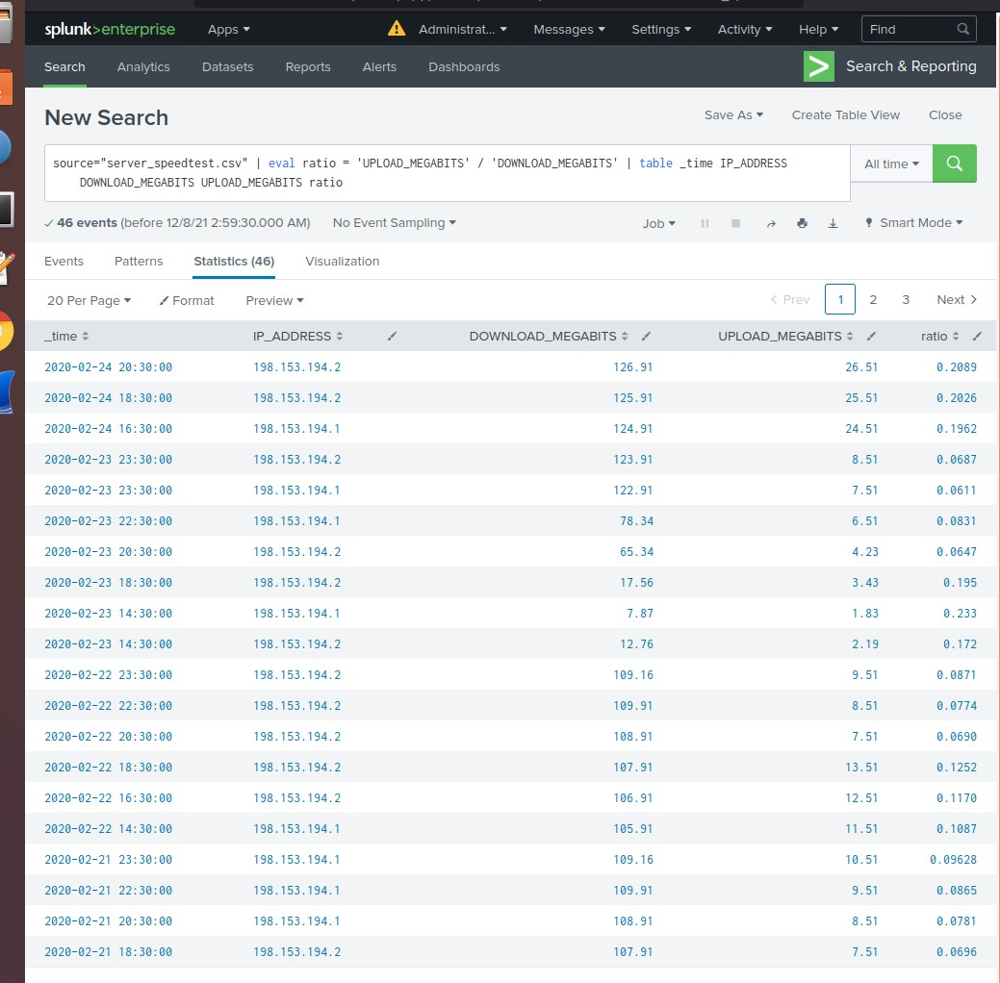 splunk>enterprise Apps Administrat... Messages Settings Activity Help Find
Search Analytics Datasets Reports Alerts Dashboards Search & Reporting
New Search Save As Create Table View Close
source="server_speedtest.csv" | eval ratio = 'UPLOAD_MEGABITS' / 'DOWNLOAD_MEGABITS' | table _time IP_ADDRESS
DOWNLOAD_MEGABITS UPLOAD_MEGABITS ratio
All time
46 events (before 12/8/21 2:59:30.000 AM) No Event Sampling Job Smart Mode
Events Patterns Statistics (46) Visualization
20 Per Page Format Preview < Prev 1 2 3 Next >
_time IP_ADDRESS DOWNLOAD_MEGABITS UPLOAD_MEGABITS ratio
2020-02-24 20:30:00 198.153.194.2 126.91 26.51 0.2089
2020-02-24 18:30:00 198.153.194.2 125.91 25.51 0.2026
2020-02-24 16:30:00 198.153.194.1 124.91 24.51 0.1962
2020-02-23 23:30:00 198.153.194.2 123.91 8.51 0.0687
2020-02-23 23:30:00 198.153.194.1 122.91 7.51 0.0611
2020-02-23 22:30:00 198.153.194.1 78.34 6.51 0.0831
2020-02-23 20:30:00 198.153.194.2 65.34 4.23 0.0647
2020-02-23 18:30:00 198.153.194.2 17.56 3.43 0.195
2020-02-23 14:30:00 198.153.194.1 7.87 1.83 0.233
2020-02-23 14:30:00 198.153.194.2 12.76 2.19 0.172
2020-02-22 23:30:00 198.153.194.2 109.16 9.51 0.0871
2020-02-22 22:30:00 198.153.194.2 109.91 8.51 0.0774
2020-02-22 20:30:00 198.153.194.2 108.91 7.51 0.0690
2020-02-22 18:30:00 198.153.194.2 107.91 13.51 0.1252
2020-02-22 16:30:00 198.153.194.2 106.91 12.51 0.1170
2020-02-22 14:30:00 198.153.194.1 105.91 11.51 0.1087
2020-02-21 23:30:00 198.153.194.1 109.16 10.51 0.09628
2020-02-21 22:30:00 198.153.194.1 109.91 9.51 0.0865
2020-02-21 20:30:00 198.153.194.1 108.91 8.51 0.0781
2020-02-21 18:30:00 198.153.194.2 107.91 7.51 0.0696